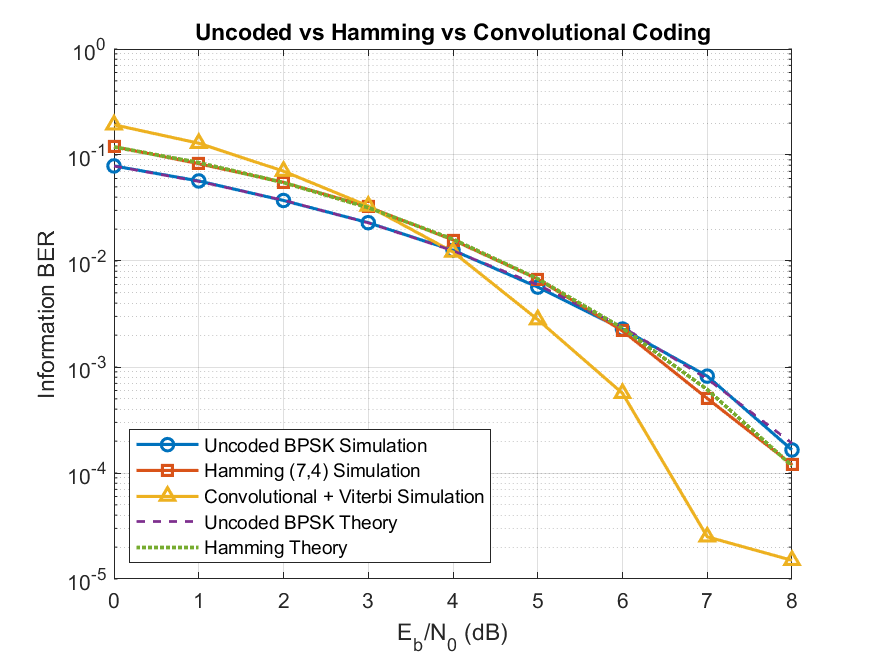 Uncoded vs Hamming vs Convolutional Coding
10^0
10^-1
10^-2
10^-3
10^-4
10^-5
Information BER
Uncoded BPSK Simulation
Hamming (7,4) Simulation
Convolutional + Viterbi Simulation
Uncoded BPSK Theory
Hamming Theory
0 1 2 3 4 5 6 7 8
E_b/N_0 (dB)